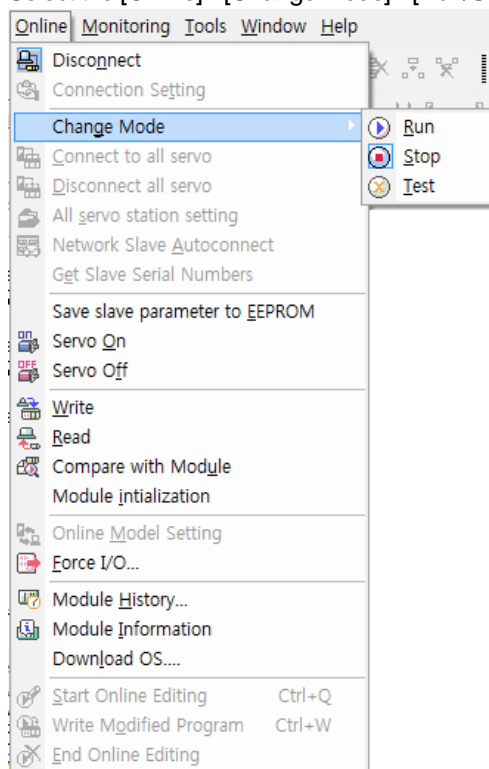 Online Monitoring Tools Window Help
Disconnect
Connection Setting
Change Mode
Run
Connect to all servo
Stop
Disconnect all servo
Test
All servo station setting
Network Slave Autoconnect
Get Slave Serial Numbers
Save slave parameter to EEPROM
Servo On
Servo Off
Write
Read
Compare with Module
Module intialization
Online Model Setting
Force I/O...
Module History...
Module Information
Download OS....
Start Online Editing Ctrl+Q
Write Modified Program Ctrl+W
End Online Editing